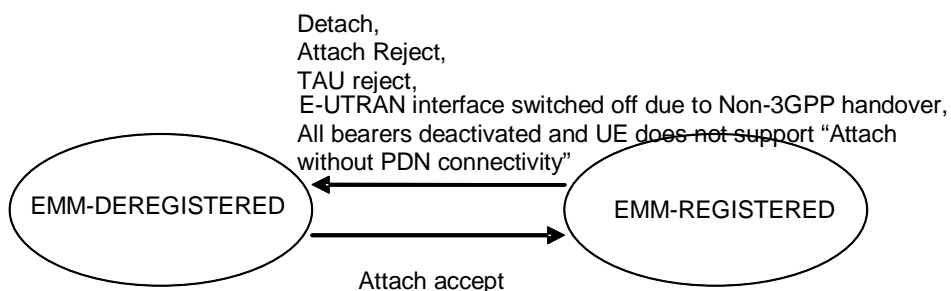 Detach,
Attach Reject,
TAU reject,
E-UTRAN interface switched off due to Non-3GPP handover,
All bearers deactivated and UE does not support “Attach
without PDN connectivity”
EMM-DEREGISTERED
EMM-REGISTERED
Attach accept